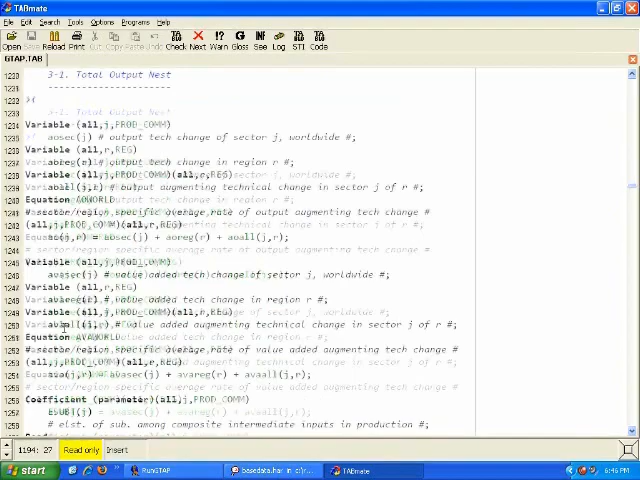 TABmate
File Edit Search Tools Options Programs Help
Open Save Reload Print Cut Copy Paste TABlo Check Next Warn Gloss See Log STI Code
GTAP.TAB
3-1. Total Output Nest
----------------------
Variable (all,j,PROD_COMM)
aosec(j) # output tech change of sector j, worldwide #;
Variable (all,r,REG)
aoreg(r) # output tech change in region r #;
Variable (all,j,PROD_COMM)(all,r,REG)
aoall(j,r) # output augmenting technical change in sector j of r #;
Equation AOWORLD
# sector/region specific average rate of output augmenting tech change #
(all,j,PROD_COMM)(all,r,REG)
ao(j,r) = aosec(j) + aoreg(r) + aoall(j,r);
Variable (all,j,PROD_COMM)
avasec(j) # value added tech change of sector j, worldwide #;
Variable (all,r,REG)
avareg(r) # value added tech change in region r #;
Variable (all,j,PROD_COMM)(all,r,REG)
avaall(j,r) # value added augmenting technical change in sector j of r #;
Equation AVAWORLD
# sector/region specific average rate of value added augmenting tech change #
(all,j,PROD_COMM)(all,r,REG)
ava(j,r) = avasec(j) + avareg(r) + avaall(j,r);
Coefficient (parameter)(all,j,PROD_COMM)
ESUBT(j)
# elst. of sub. among composite intermediate inputs in production #;
1194: 27 Read only Insert
start RunGTAP basedata.har in c:\r... TABmate 6:46 PM